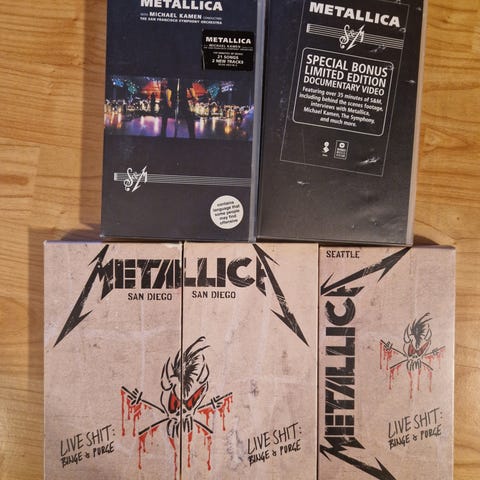 METALLICA
WITH MICHAEL KAMEN CONDUCTING
THE SAN FRANCISCO SYMPHONY ORCHESTRA
METALLICA
21 SONGS
2 NEW TRACKS
S&M
contains
language that
some people
may find
offensive
METALLICA
S&M
SPECIAL BONUS
LIMITED EDITION
DOCUMENTARY VIDEO
Featuring over 35 minutes of S&M,
including behind the scenes footage,
interviews with Metallica,
Michael Kamen, The Symphony,
and much more.
METALLICA
SAN DIEGO
SAN DIEGO
LIVE SHIT:
BINGE & PURGE
LIVE SHIT:
BINGE & PURGE
SEATTLE
METALLICA
LIVE SHIT:
BINGE & PURGE